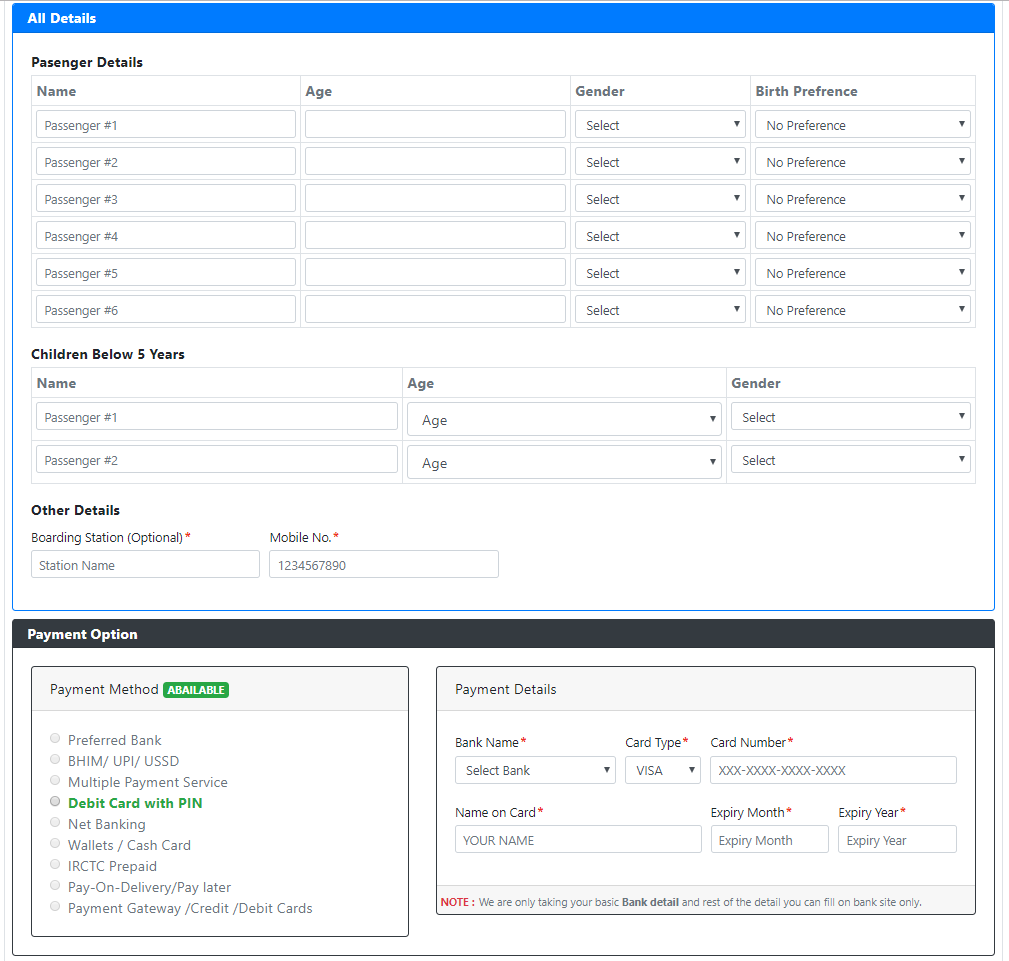 All Details
Pasenger Details
Name Age Gender Birth Prefrence
Passenger #1 Select No Preference
Passenger #2 Select No Preference
Passenger #3 Select No Preference
Passenger #4 Select No Preference
Passenger #5 Select No Preference
Passenger #6 Select No Preference
Children Below 5 Years
Name Age Gender
Passenger #1 Age Select
Passenger #2 Age Select
Other Details
Boarding Station (Optional)* Mobile No.*
Station Name 1234567890
Payment Option
Payment Method ABAILABLE
Preferred Bank
BHIM/ UPI/ USSD
Multiple Payment Service
Debit Card with PIN
Net Banking
Wallets / Cash Card
IRCTC Prepaid
Pay-On-Delivery/Pay later
Payment Gateway /Credit /Debit Cards
Payment Details
Bank Name* Card Type* Card Number*
Select Bank VISA XXX-XXXX-XXXX-XXXX
Name on Card* Expiry Month* Expiry Year*
YOUR NAME Expiry Month Expiry Year
NOTE : We are only taking your basic Bank detail and rest of the detail you can fill on bank site only.